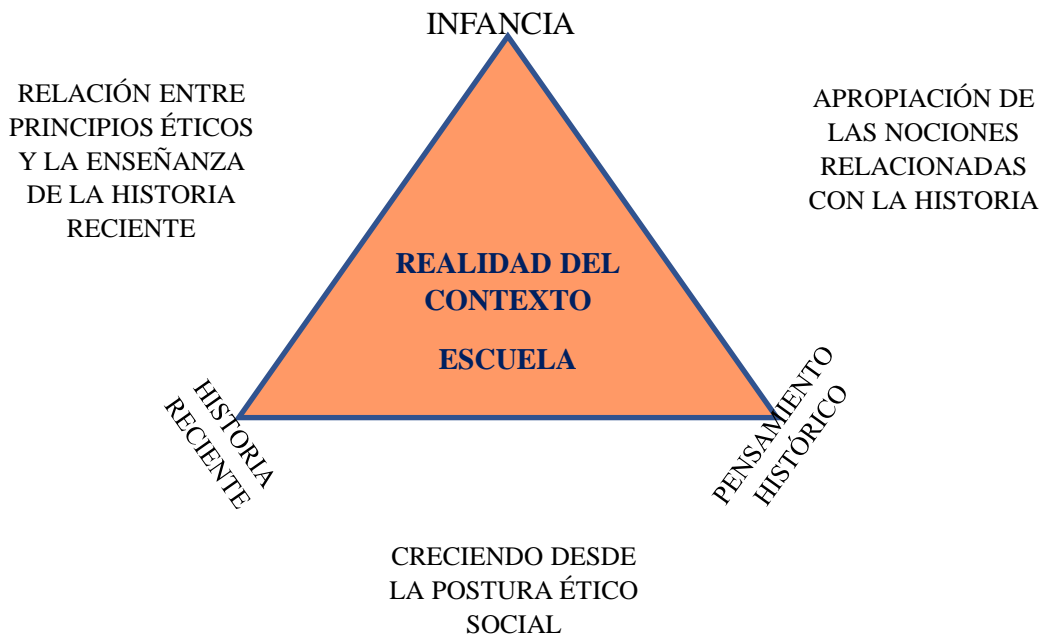 INFANCIA
RELACIÓN ENTRE
PRINCIPIOS ÉTICOS
Y LA ENSEÑANZA
DE LA HISTORIA
RECIENTE
APROPIACIÓN DE
LAS NOCIONES
RELACIONADAS
CON LA HISTORIA
REALIDAD DEL
CONTEXTO
ESCUELA
HISTORIA
RECIENTE
PENSAMIENTO
HISTÓRICO
CRECIENDO DESDE
LA POSTURA ÉTICO
SOCIAL